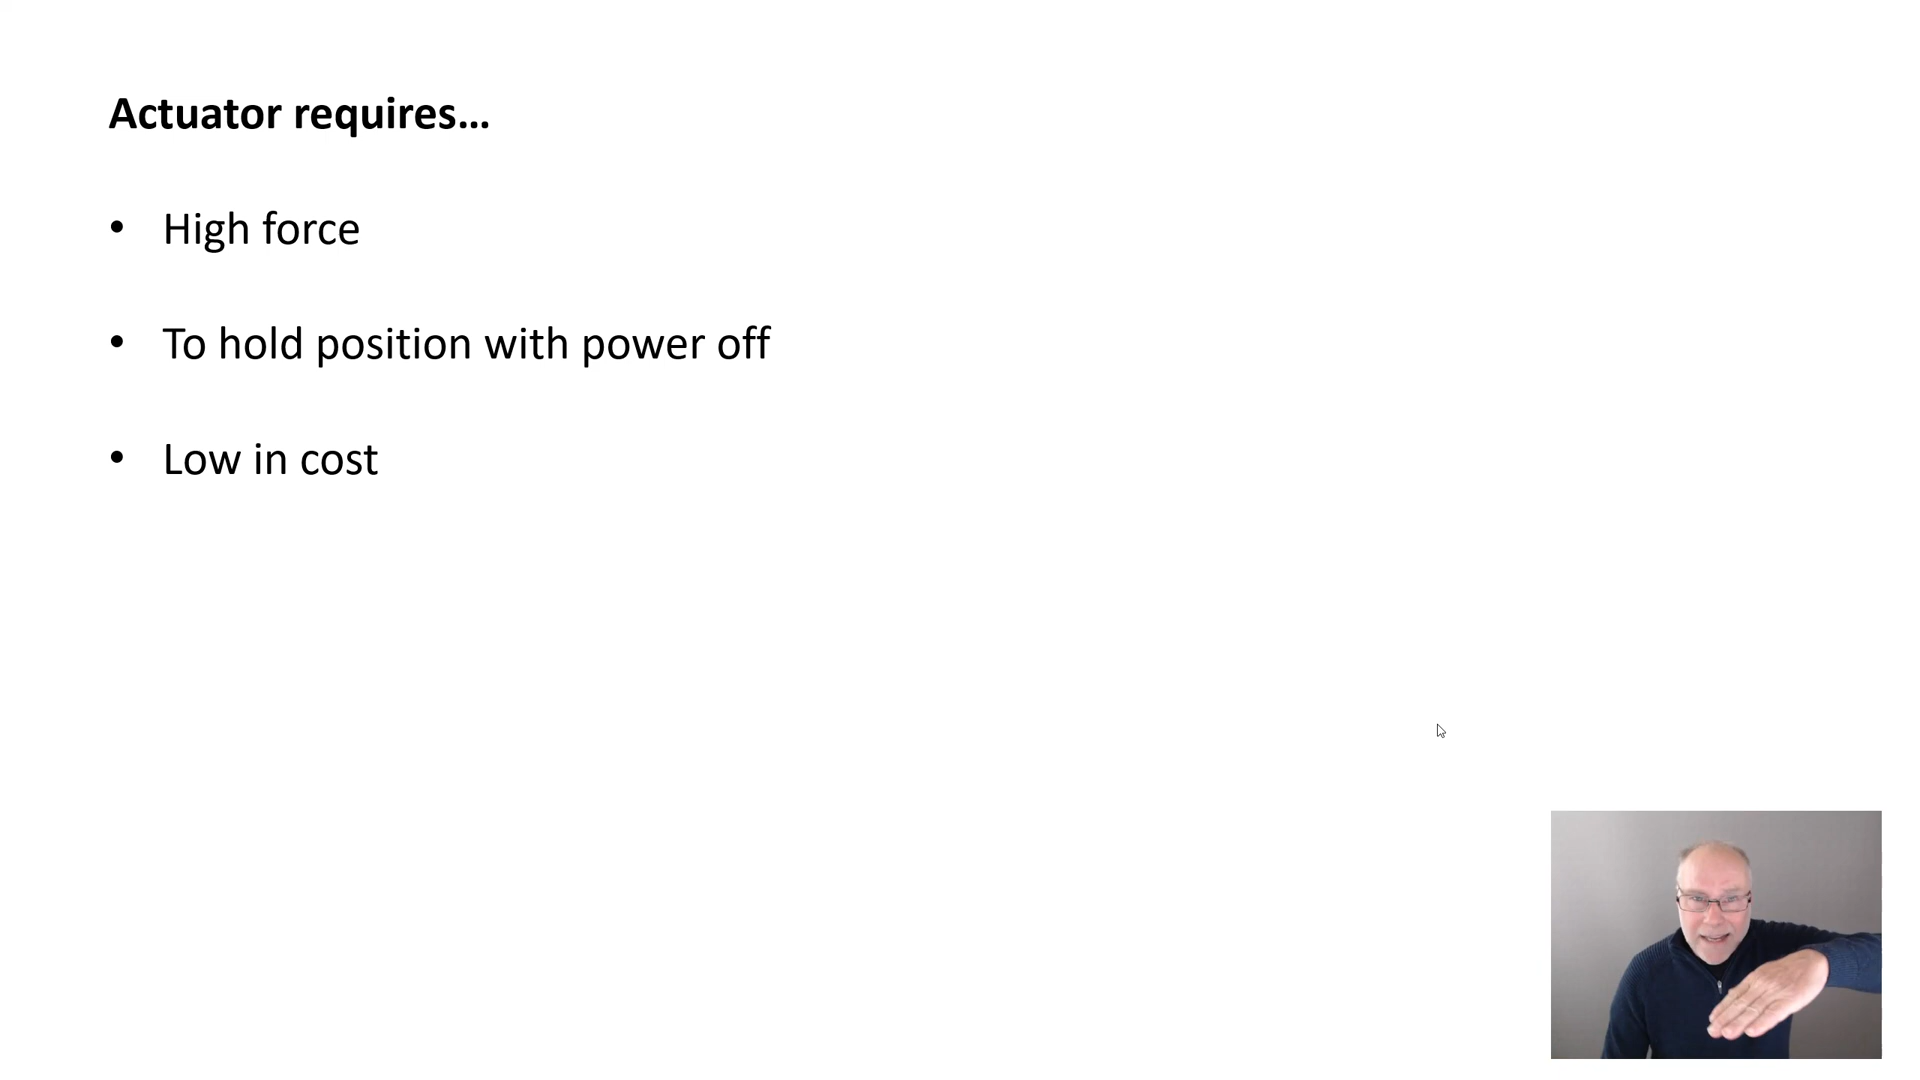 Actuator requires…
• High force
• To hold position with power off
• Low in cost